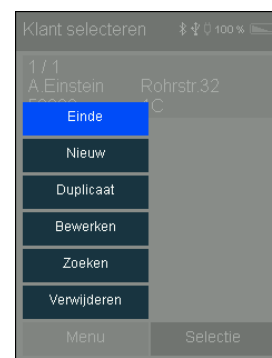 Klant selecteren 100 %
1/1
A.Einstein Rohrstr.32
Einde
Nieuw
Duplicaat
Bewerken
Zoeken
Verwijderen
Menu Selectie